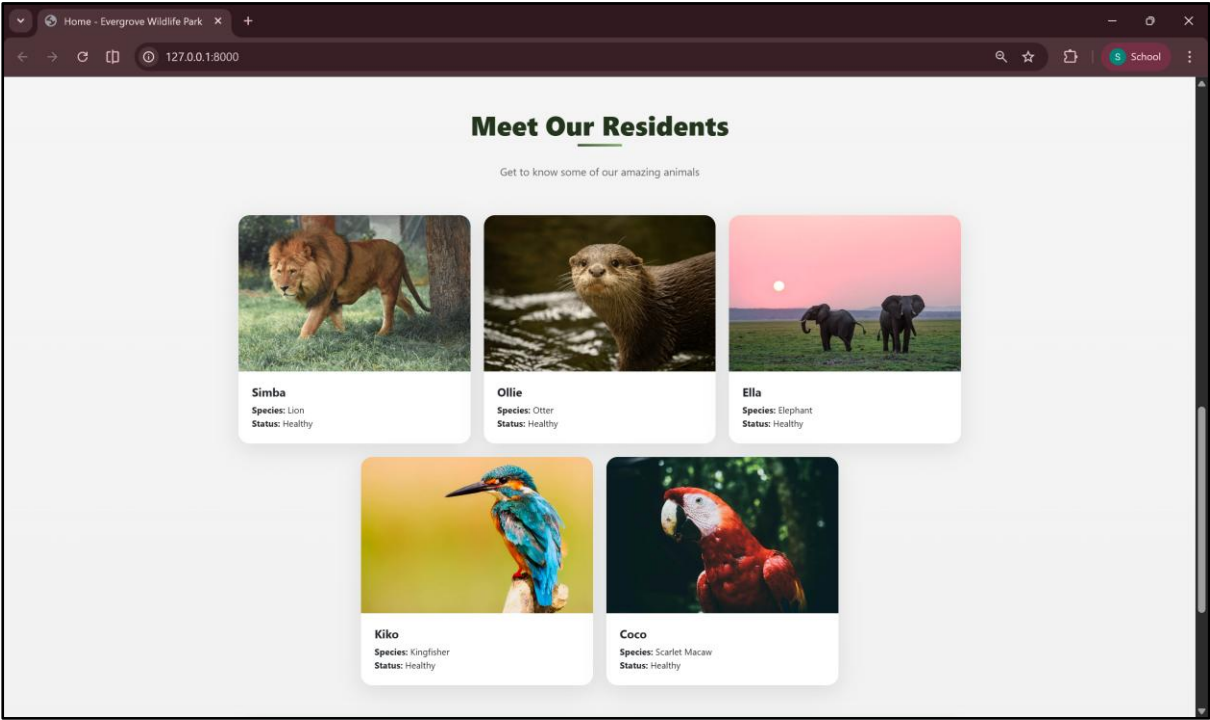 Home - Evergrove Wildlife Park
127.0.0.1:8000
S School
Meet Our Residents
Get to know some of our amazing animals
Simba
Species: Lion
Status: Healthy
Ollie
Species: Otter
Status: Healthy
Ella
Species: Elephant
Status: Healthy
Kiko
Species: Kingfisher
Status: Healthy
Coco
Species: Scarlet Macaw
Status: Healthy